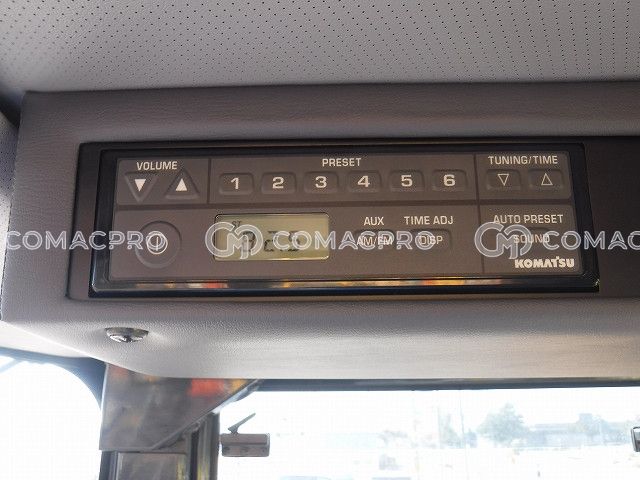 VOLUME
PRESET
TUNING/TIME
1 2 3 4 5 6
AUX
TIME ADJ
AUTO PRESET
COMACPRO
COMACPRO
COMACPRO
AM/FM
DISP
SOUND
KOMATSU